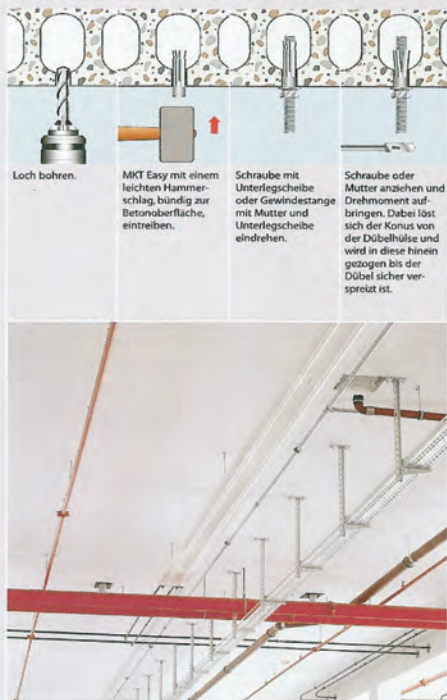 Loch bohren.
MKT Easy mit einem
leichten Hammer-
schlag, bündig zur
Betonoberfläche,
eintreiben.
Schraube mit
Unterlegscheibe
oder Gewindestange
mit Mutter und
Unterlegscheibe
eindrehen.
Schraube oder
Mutter anziehen und
Drehmoment auf-
bringen. Dabei löst
sich der Konus von
der Dübelhülse und
wird in diese hinein
gezogen bis der
Dübel sicher ver-
spreizt ist.